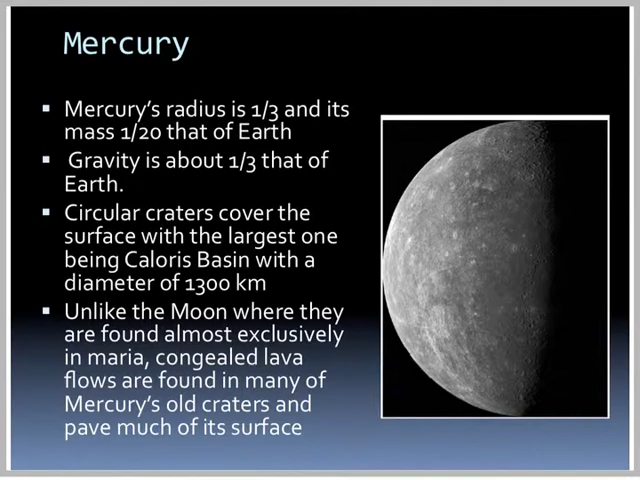 Mercury
Mercury’s radius is 1/3 and its
mass 1/20 that of Earth
Gravity is about 1/3 that of
Earth.
Circular craters cover the
surface with the largest one
being Caloris Basin with a
diameter of 1300 km
Unlike the Moon where they
are found almost exclusively
in maria, congealed lava
flows are found in many of
Mercury’s old craters and
pave much of its surface